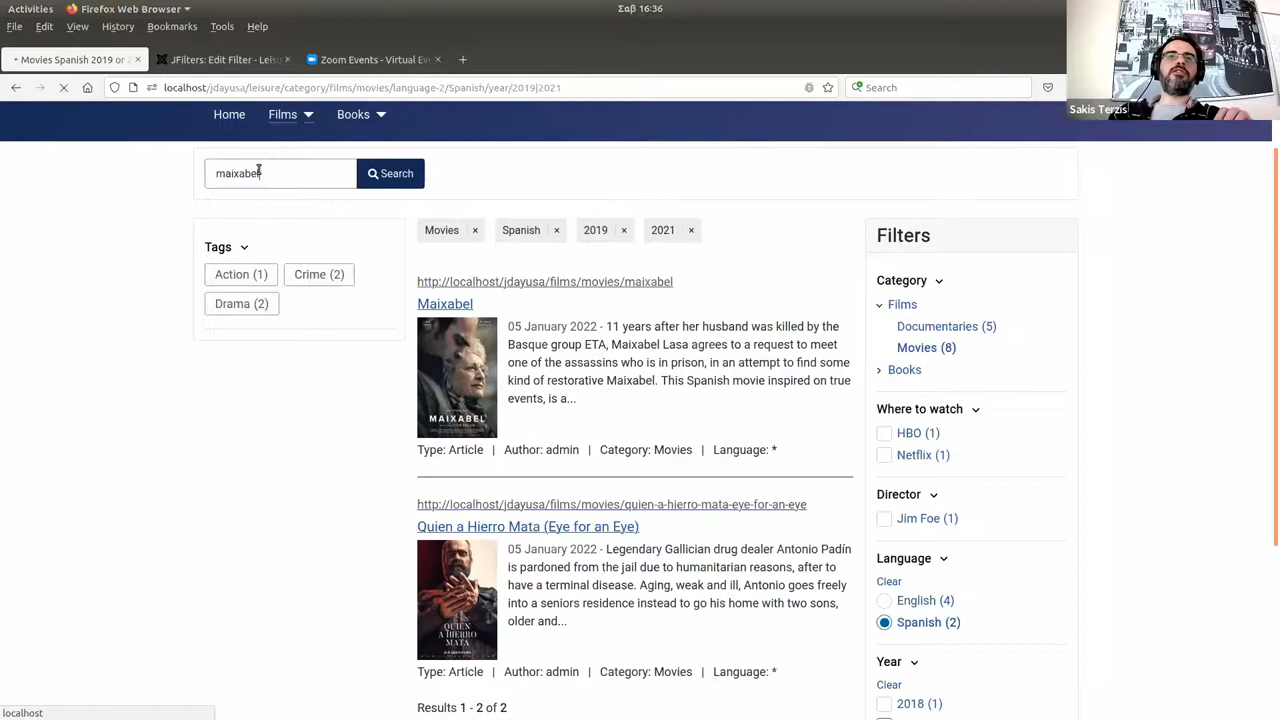 Activities
Firefox Web Browser
Σαβ 16:36
File Edit View History Bookmarks Tools Help
Movies Spanish 2019 or 2
JFilters: Edit Filter - Leisu
Zoom Events - Virtual Ev
localhost/jdayusa/leisure/category/films/movies/language-2/Spanish/year/2019|2021
Search
Sakis Terzis
Home
Films
Books
maixabel
Search
Tags
Action (1)
Crime (2)
Drama (2)
Movies ×
Spanish ×
2019 ×
2021 ×
http://localhost/jdayusa/films/movies/maixabel
Maixabel
MAIXABEL
05 January 2022 - 11 years after her husband was killed by the
Basque group ETA, Maixabel Lasa agrees to a request to meet
one of the assassins who is in prison, in an attempt to find some
kind of restorative Maixabel. This Spanish movie inspired on true
events, is a...
Type: Article | Author: admin | Category: Movies | Language: *
http://localhost/jdayusa/films/movies/quien-a-hierro-mata-eye-for-an-eye
Quien a Hierro Mata (Eye for an Eye)
QUIEN
A HIERRO
MATA
05 January 2022 - Legendary Gallician drug dealer Antonio Padín
is pardoned from the jail due to humanitarian reasons, after to
have a terminal disease. Aging, weak and ill, Antonio goes freely
into a seniors residence instead to go his home with two sons,
older and...
Type: Article | Author: admin | Category: Movies | Language: *
Results 1 - 2 of 2
Filters
Category
Films
Documentaries (5)
Movies (8)
Books
Where to watch
HBO (1)
Netflix (1)
Director
Jim Foe (1)
Language
Clear
English (4)
Spanish (2)
Year
Clear
2018 (1)
localhost